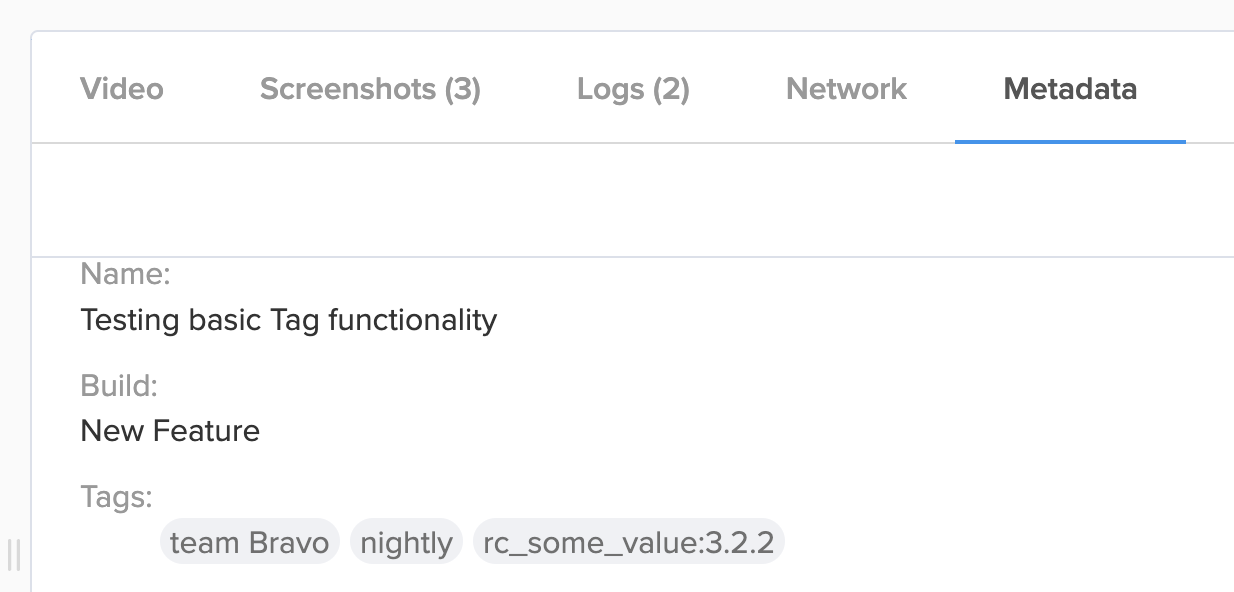 Video Screenshots (3) Logs (2) Network Metadata
Name:
Testing basic Tag functionality
Build:
New Feature
Tags:
team Bravo nightly rc_some_value:3.2.2